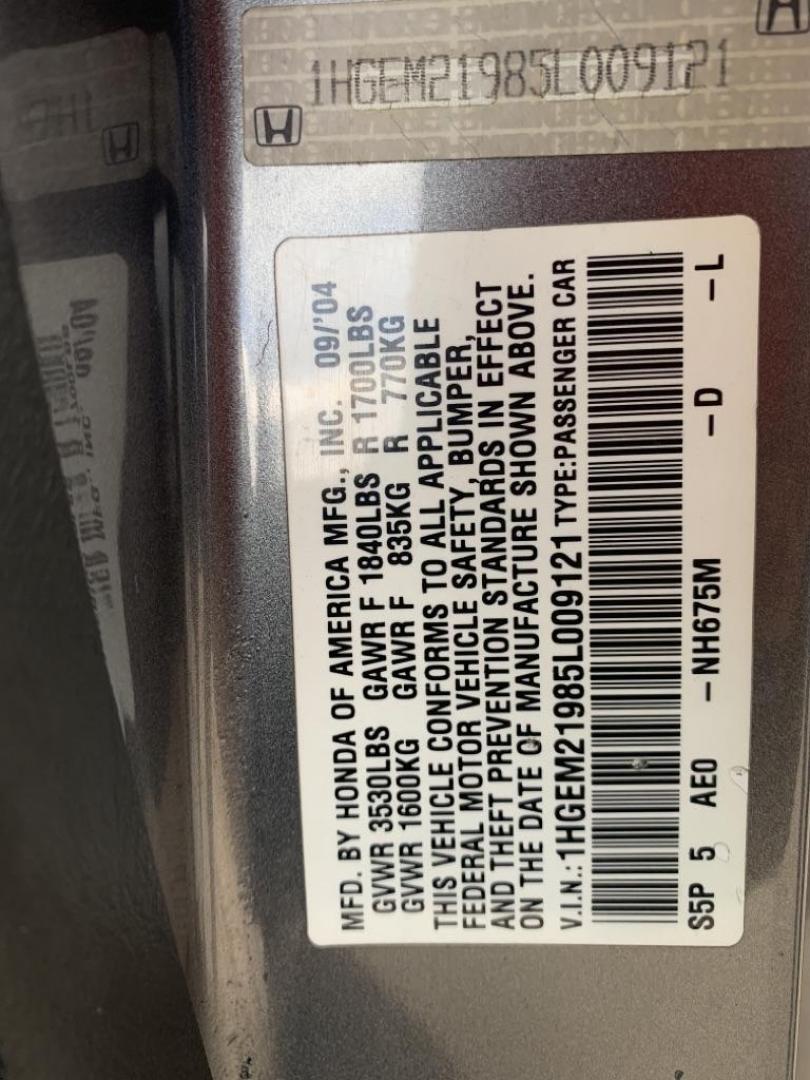 1HGEM21985L009121
MFD. BY HONDA OF AMERICA MFG., INC. 09/'04
GVWR 3530LBS GAWR F 1840LBS R 1700LBS
GVWR 1600KG GAWR F 835KG R 770KG
THIS VEHICLE CONFORMS TO ALL APPLICABLE
FEDERAL MOTOR VEHICLE SAFETY, BUMPER,
AND THEFT PREVENTION STANDARDS IN EFFECT
ON THE DATE OF MANUFACTURE SHOWN ABOVE.
V.I.N.: 1HGEM21985L009121 TYPE:PASSENGER CAR
S5P 5 AE0 -NH675M -D -L